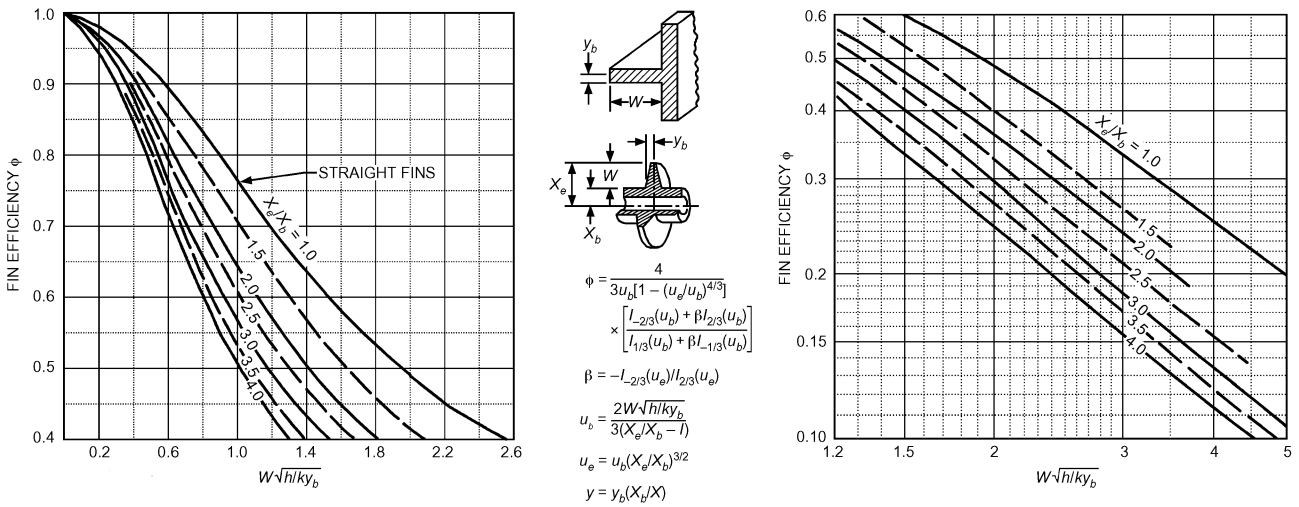 1.0
0.9
0.8
0.7
0.6
0.5
0.4
FIN EFFICIENCY ϕ
0.2
0.6
1.0
1.4
1.8
2.2
2.6
W√h/ky_b
STRAIGHT FINS
X_e/X_b = 1.0
1.5
2.0
2.5
3.0
3.5
4.0
y_b
W
y_b
W
X_e
X_b
ϕ = 4 / 3u_b[1 – (u_e/u_b)^4/3]
× [I_–2/3(u_b) + βI_2/3(u_b) / I_1/3(u_b) + βI_–1/3(u_b)]
β = –I_–2/3(u_e)/I_2/3(u_e)
u_b = 2W√h/ky_b / 3(X_e/X_b – I)
u_e = u_b(X_e/X_b)^3/2
y = y_b(X_b/X)
0.6
0.5
0.4
0.3
0.2
0.15
0.10
FIN EFFICIENCY ϕ
1.2
1.5
2
3
4
5
W√h/ky_b
X_e/X_b = 1.0
1.5
2.0
2.5
3.0
3.5
4.0